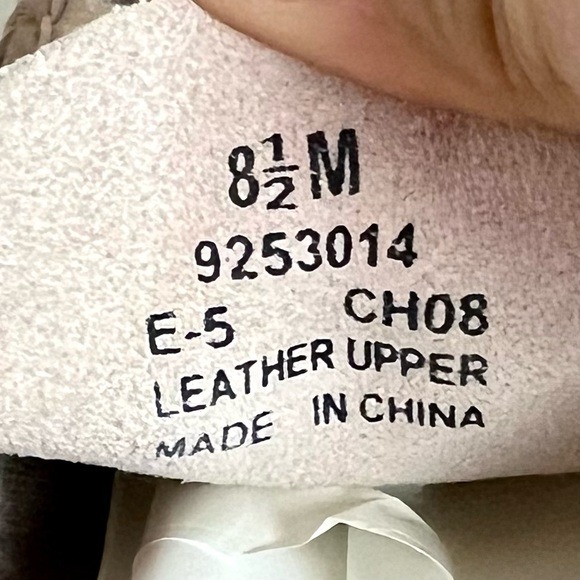 8½M
9253014
E-5 CH08
LEATHER UPPER
MADE IN CHINA